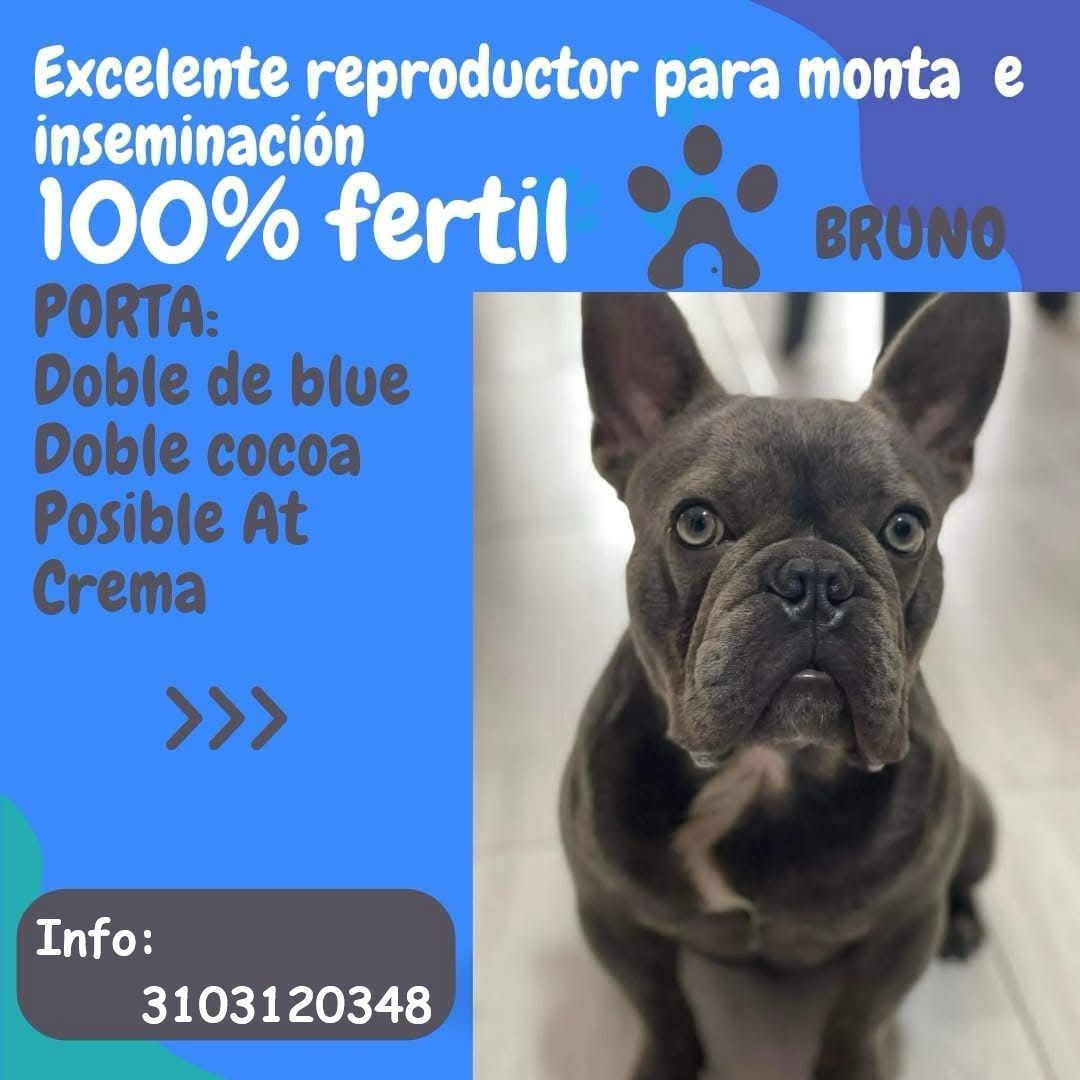 Excelente reproductor para monta e
inseminación
100% fertil
BRUNO
PORTA:
Doble de blue
Doble cocoa
Posible At
Crema
Info:
3103120348